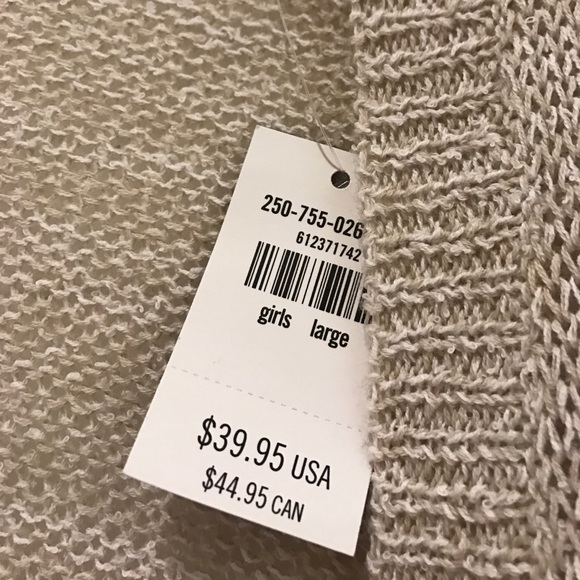 250-755-026
612371742
girls large
$39.95 USA
$44.95 CAN